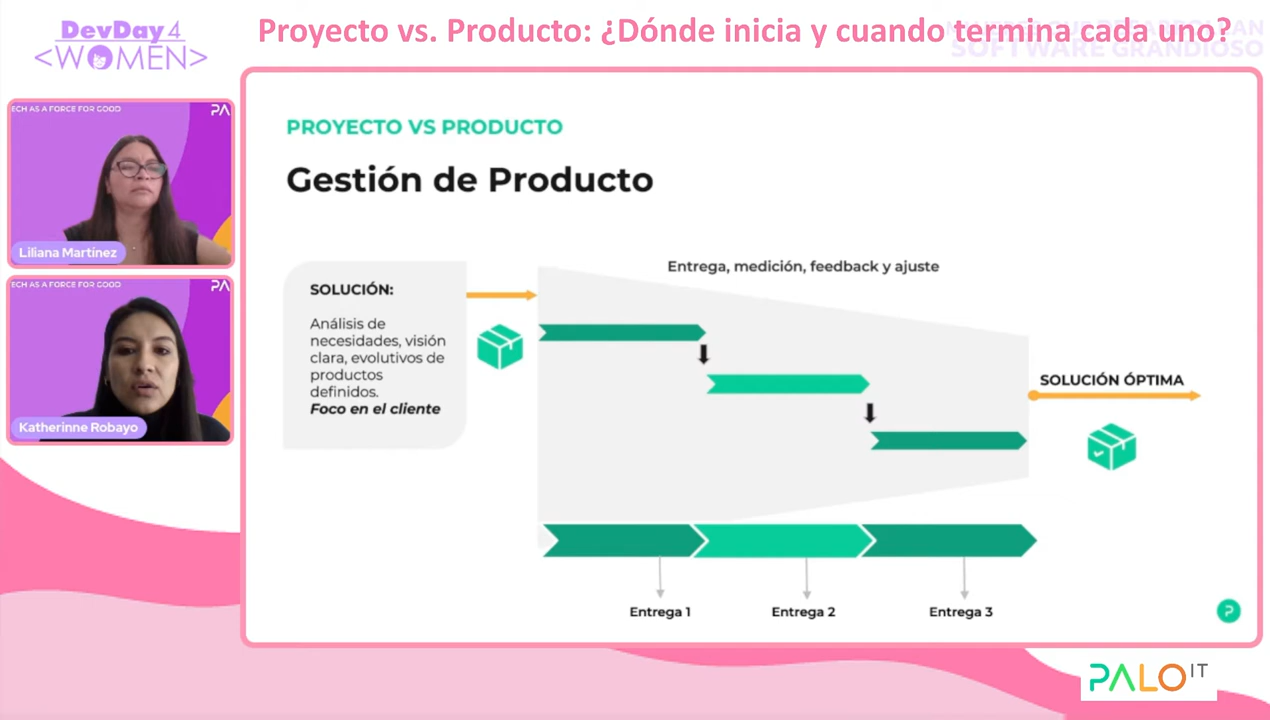 DevDay4
<WOMEN>
Proyecto vs. Producto: ¿Dónde inicia y cuando termina cada uno?
SOFTWARE GRANDIOSO
ECH AS A FORCE FOR GOOD
PA
Liliana Martínez
ECH AS A FORCE FOR GOOD
PA
Katherinne Robayo
PROYECTO VS PRODUCTO
Gestión de Producto
SOLUCIÓN:
Análisis de
necesidades, visión
clara, evolutivos de
productos
definidos.
Foco en el cliente
Entrega, medición, feedback y ajuste
SOLUCIÓN ÓPTIMA
Entrega 1
Entrega 2
Entrega 3
P
PALO IT